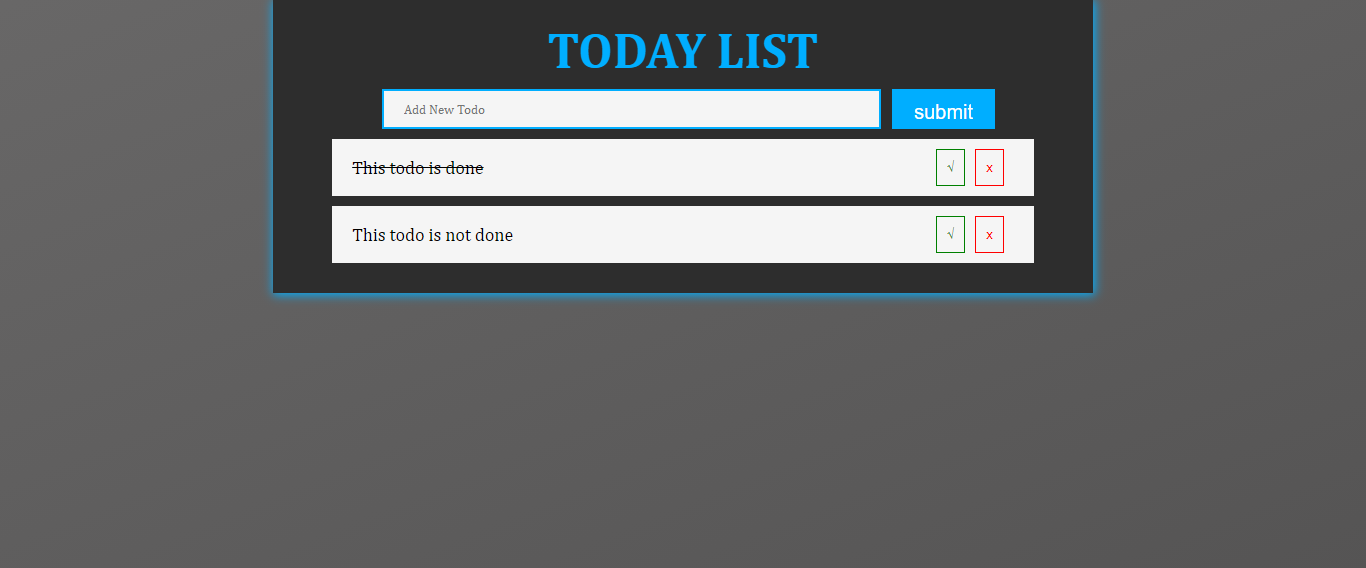 TODAY LIST
Add New Todo
submit
This todo is done
√ x
This todo is not done
√ x